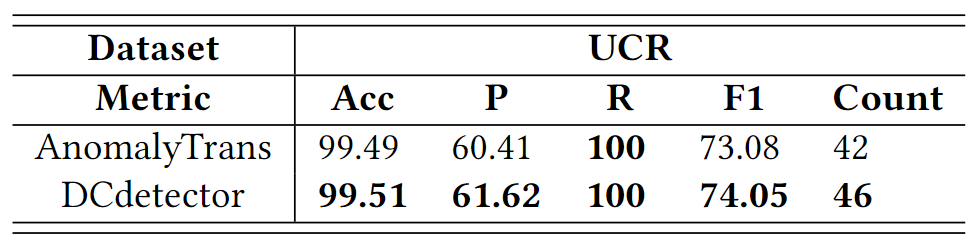 Dataset UCR
Metric Acc P R F1 Count
AnomalyTrans 99.49 60.41 100 73.08 42
DCdetector 99.51 61.62 100 74.05 46